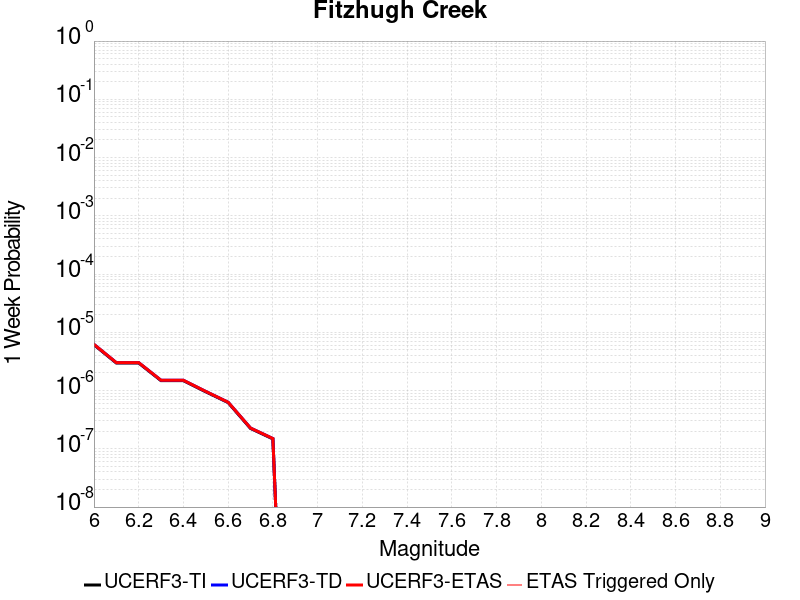 Fitzhugh Creek
10 0
10 -1
10 -2
10 -3
10 -4
10 -5
10 -6
10 -7
10 -8
1 Week Probability
6 6.2 6.4 6.6 6.8 7 7.2 7.4 7.6 7.8 8 8.2 8.4 8.6 8.8 9
Magnitude
UCERF3-TI UCERF3-TD UCERF3-ETAS ETAS Triggered Only